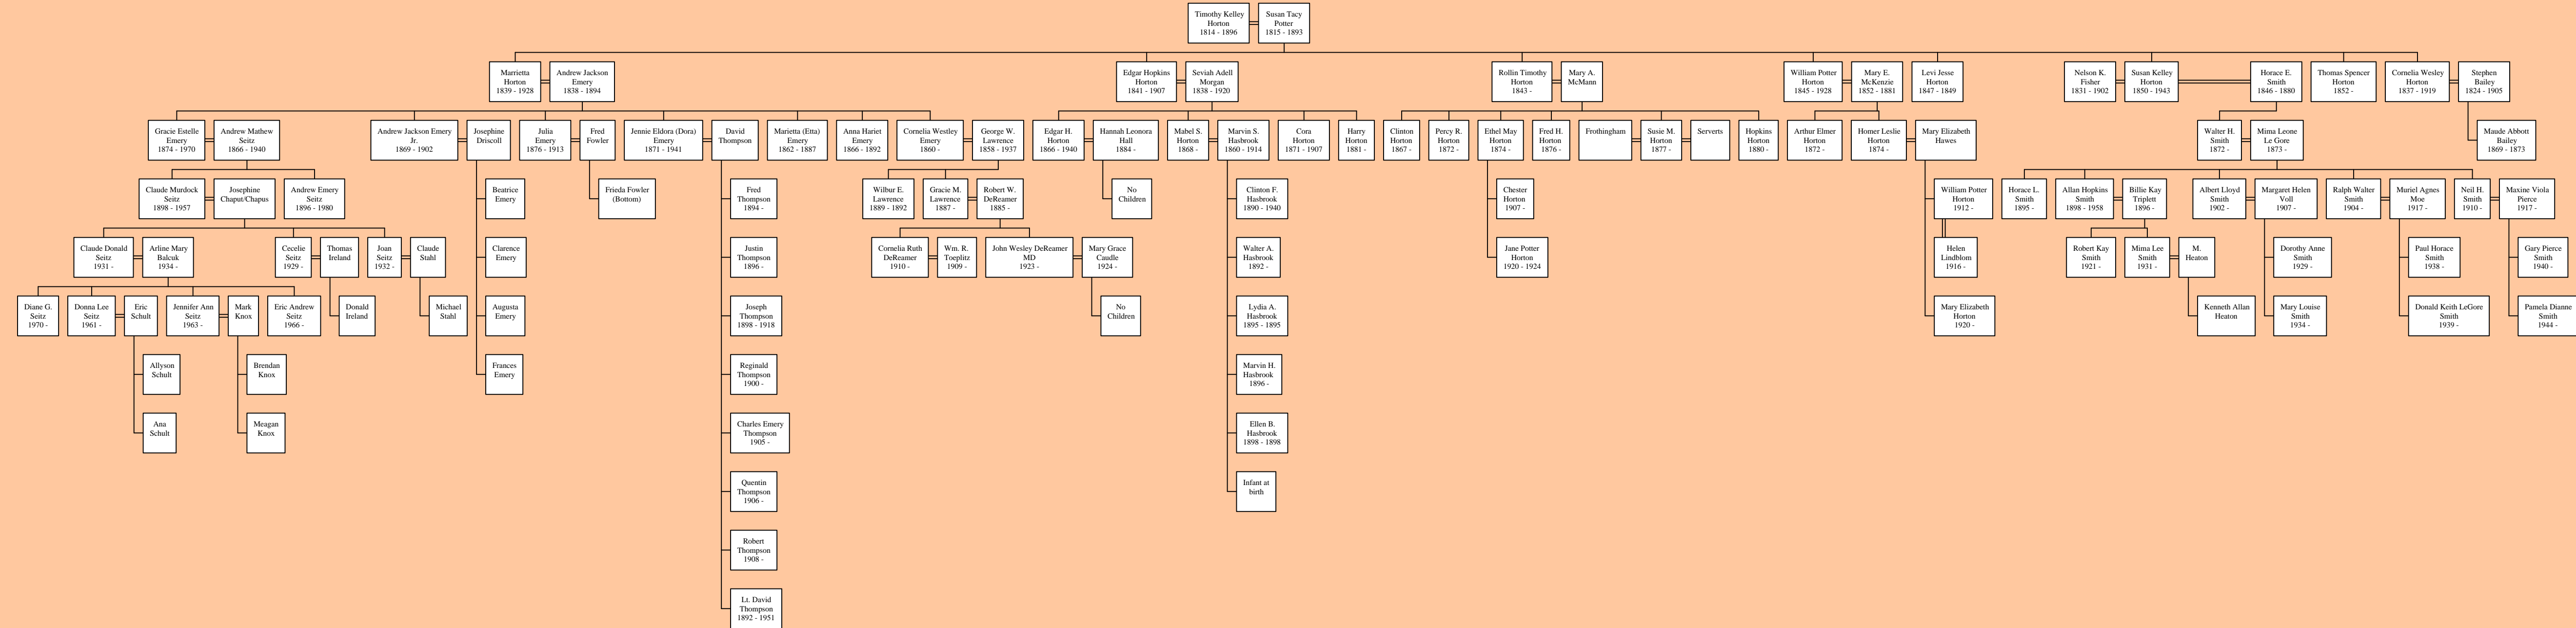 Timothy Kelley
Horton
1814 - 1896
Susan Tacy
Potter
1815 - 1893
Marrietta
Horton
1839 - 1928
Andrew Jackson
Emery
1838 - 1894
Edgar Hopkins
Horton
1841 - 1907
Seviah Adell
Morgan
1838 - 1920
Rollin Timothy
Horton
1843 -
Mary A.
McMann
William Potter
Horton
1845 - 1928
Mary E.
McKenzie
1852 - 1881
Levi Jesse
Horton
1847 - 1849
Nelson K.
Fisher
1831 - 1902
Susan Kelley
Horton
1850 - 1943
Horace E.
Smith
1846 - 1880
Thomas Spencer
Horton
1852 -
Cornelia Wesley
Horton
1837 - 1919
Stephen
Bailey
1824 - 1905
Gracie Estelle
Emery
1874 - 1970
Andrew Mathew
Seitz
1866 - 1940
Andrew Jackson Emery
Jr.
1869 - 1902
Josephine
Driscoll
Julia
Emery
1876 - 1913
Fred
Fowler
Jennie Eldora (Dora)
Emery
1871 - 1941
David
Thompson
Marietta (Etta)
Emery
1862 - 1887
Anna Hariet
Emery
1866 - 1892
Cornelia Westley
Emery
1860 -
George W.
Lawrence
1858 - 1937
Edgar H.
Horton
1866 - 1940
Hannah Leonora
Hall
1884 -
Mabel S.
Horton
1868 -
Marvin S.
Hasbrook
1860 - 1914
Cora
Horton
1871 - 1907
Harry
Horton
1881 -
Clinton
Horton
1867 -
Percy R.
Horton
1872 -
Ethel May
Horton
1874 -
Fred H.
Horton
1876 -
Frothingham
Susie M.
Horton
1877 -
Serverts
Hopkins
Horton
1880 -
Arthur Elmer
Horton
1872 -
Homer Leslie
Horton
1874 -
Mary Elizabeth
Hawes
Walter H.
Smith
1872 -
Mima Leone
Le Gore
1873 -
Maude Abbott
Bailey
1869 - 1873
Claude Murdock
Seitz
1898 - 1957
Josephine
Chaput/Chapus
Andrew Emery
Seitz
1896 - 1980
Beatrice
Emery
Frieda Fowler
(Bottom)
Fred
Thompson
1894 -
Wilbur E.
Lawrence
1889 - 1892
Gracie M.
Lawrence
1887 -
Robert W.
DeReamer
1885 -
No
Children
Clinton F.
Hasbrook
1890 - 1940
Chester
Horton
1907 -
William Potter
Horton
1912 -
Horace L.
Smith
1895 -
Allan Hopkins
Smith
1898 - 1958
Billie Kay
Triplett
1896 -
Albert Lloyd
Smith
1902 -
Margaret Helen
Voll
1907 -
Ralph Walter
Smith
1904 -
Muriel Agnes
Moe
1917 -
Neil H.
Smith
1910 -
Maxine Viola
Pierce
1917 -
Claude Donald
Seitz
1931 -
Arline Mary
Balcuk
1934 -
Cecelie
Seitz
1929 -
Thomas
Ireland
Joan
Seitz
1932 -
Claude
Stahl
Clarence
Emery
Justin
Thompson
1896 -
Cornelia Ruth
DeReamer
1910 -
Wm. R.
Toeplitz
1909 -
John Wesley DeReamer
MD
1923 -
Mary Grace
Caudle
1924 -
Walter A.
Hasbrook
1892 -
Jane Potter
Horton
1920 - 1924
Helen
Lindblom
1916 -
Robert Kay
Smith
1921 -
Mima Lee
Smith
1931 -
M.
Heaton
Dorothy Anne
Smith
1929 -
Paul Horace
Smith
1938 -
Gary Pierce
Smith
1940 -
Diane G.
Seitz
1970 -
Donna Lee
Seitz
1961 -
Eric
Schult
Jennifer Ann
Seitz
1963 -
Mark
Knox
Eric Andrew
Seitz
1966 -
Donald
Ireland
Michael
Stahl
Augusta
Emery
Joseph
Thompson
1898 - 1918
No
Children
Lydia A.
Hasbrook
1895 - 1895
Mary Elizabeth
Horton
1920 -
Kenneth Allan
Heaton
Mary Louise
Smith
1934 -
Donald Keith LeGore
Smith
1939 -
Pamela Dianne
Smith
1944 -
Allyson
Schult
Brendan
Knox
Frances
Emery
Reginald
Thompson
1900 -
Marvin H.
Hasbrook
1896 -
Ana
Schult
Meagan
Knox
Charles Emery
Thompson
1905 -
Ellen B.
Hasbrook
1898 - 1898
Quentin
Thompson
1906 -
Infant at
birth
Robert
Thompson
1908 -
Lt. David
Thompson
1892 - 1951